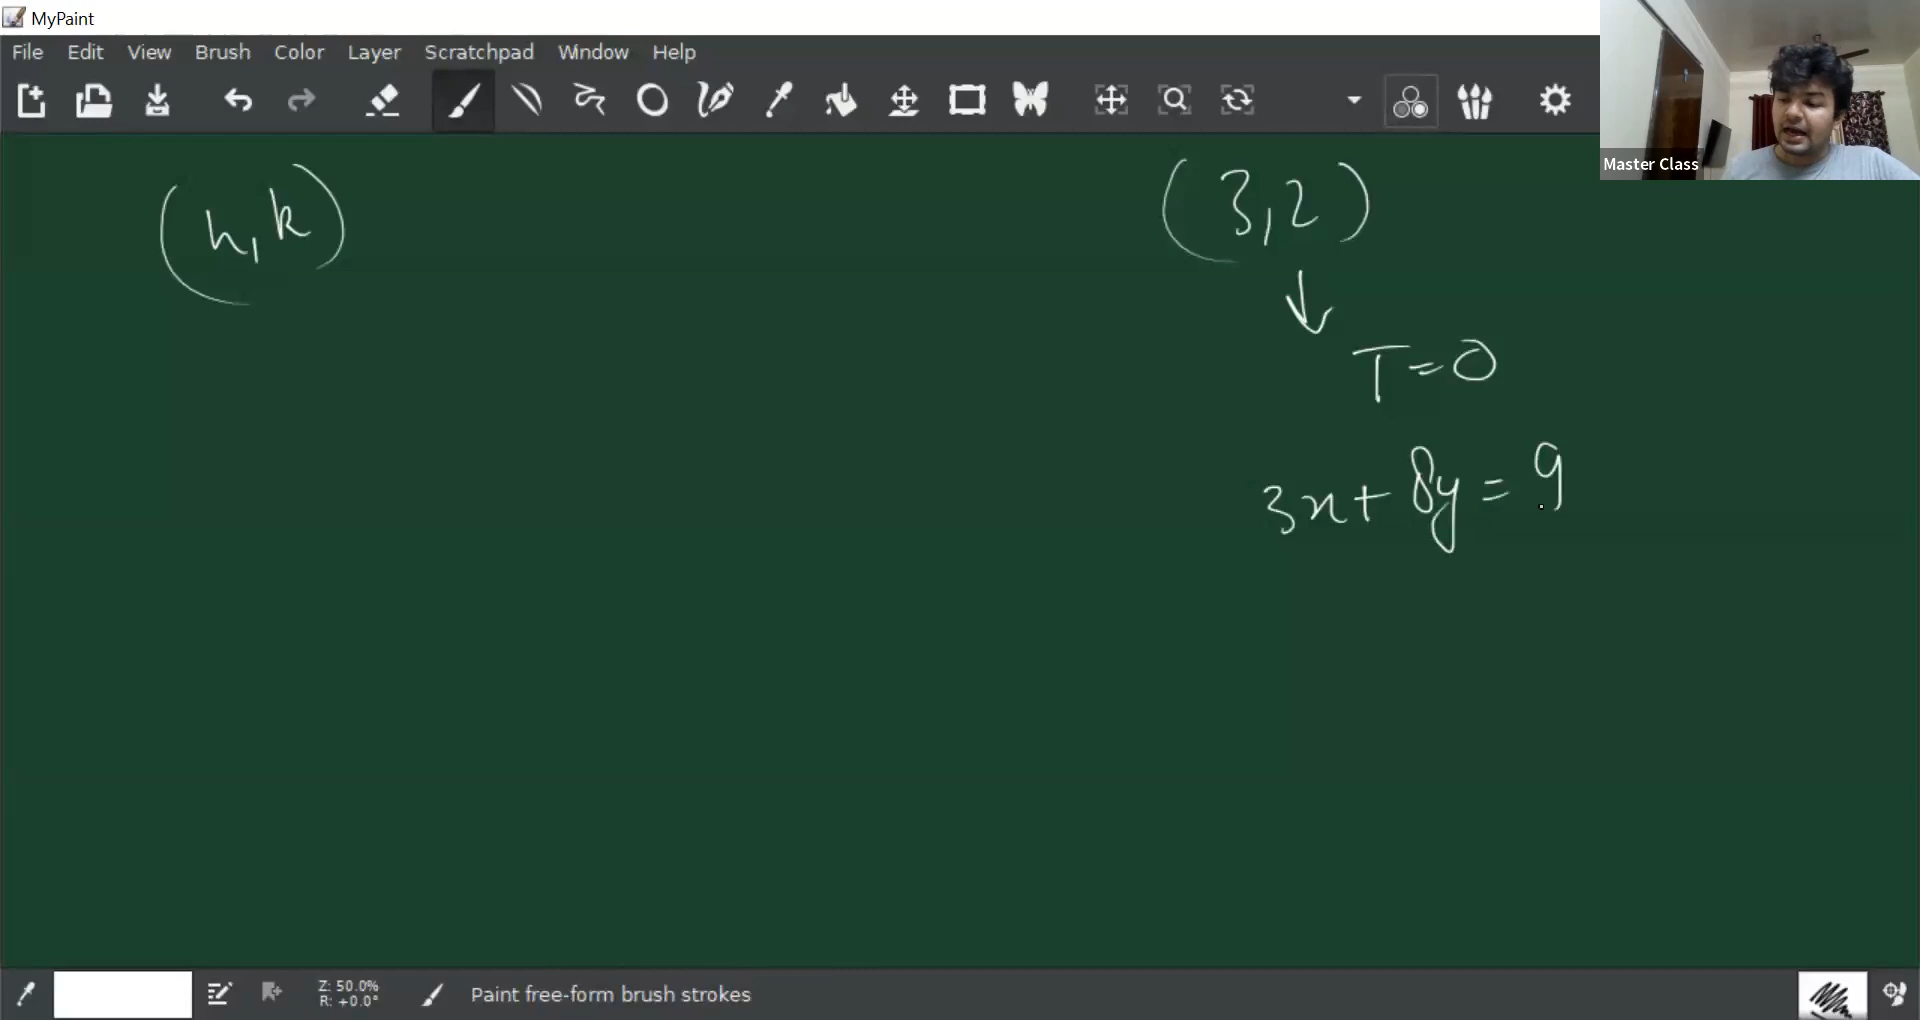 MyPaint
File Edit View Brush Color Layer Scratchpad Window Help
Master Class
(h,k)
(3,2)
↓
T=0
3x+8y=9
Z: 50.0%
R: +0.0°
Paint free-form brush strokes